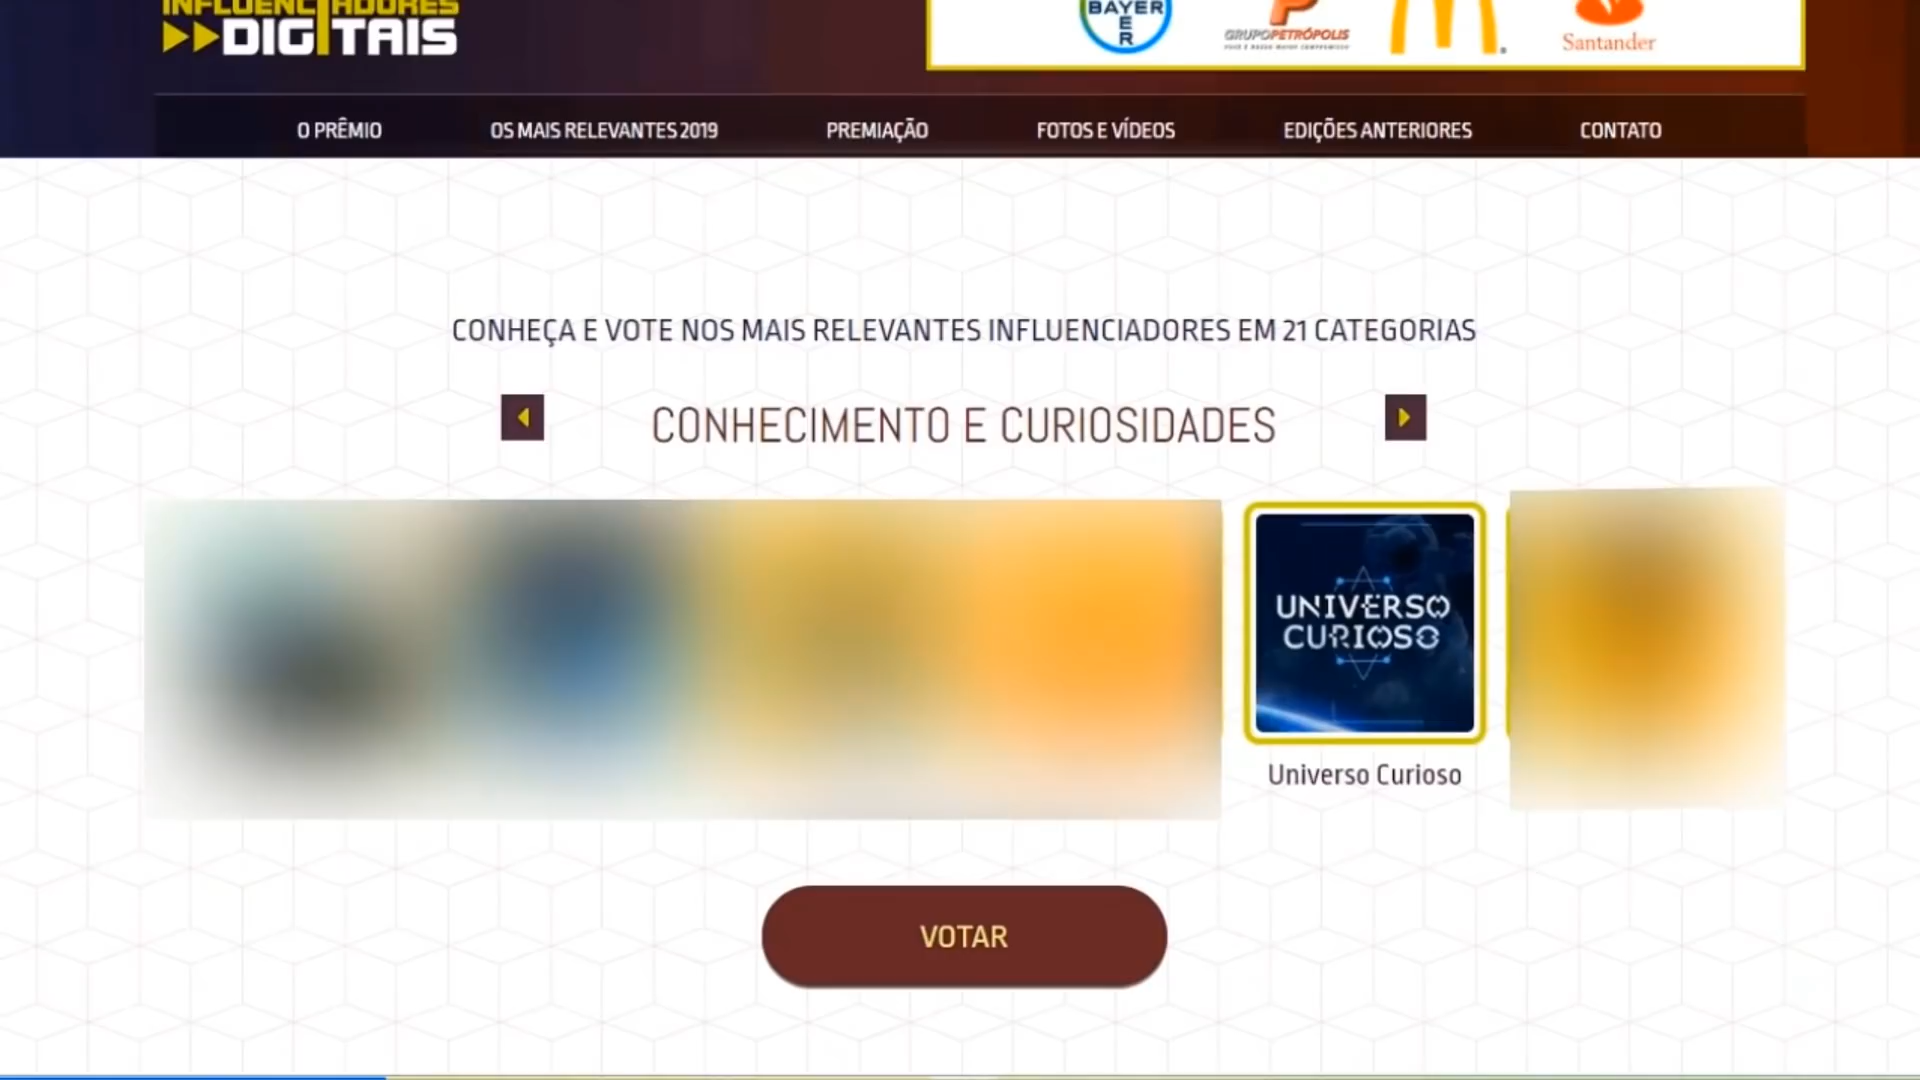 INFLUENCIADORES
DIGITAIS
BAYER
E
R
GRUPOPETRÓPOLIS
Santander
O PRÊMIO
OS MAIS RELEVANTES 2019
PREMIAÇÃO
FOTOS E VÍDEOS
EDIÇÕES ANTERIORES
CONTATO
CONHEÇA E VOTE NOS MAIS RELEVANTES INFLUENCIADORES EM 21 CATEGORIAS
CONHECIMENTO E CURIOSIDADES
UNIVERSO
CURIOSO
Universo Curioso
VOTAR